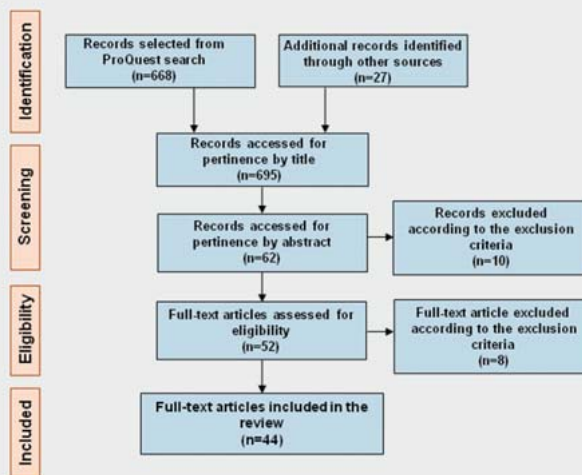 Identification
Records selected from
ProQuest search
(n=668)
Additional records identified
through other sources
(n=27)
Screening
Records accessed for
pertinence by title
(n=695)
Records accessed for
pertinence by abstract
(n=62)
Records excluded
according to the exclusion
criteria
(n=10)
Eligibility
Full-text articles assessed for
eligibility
(n=52)
Full-text article excluded
according to the exclusion
criteria
(n=8)
Included
Full-text articles included in the
review
(n=44)